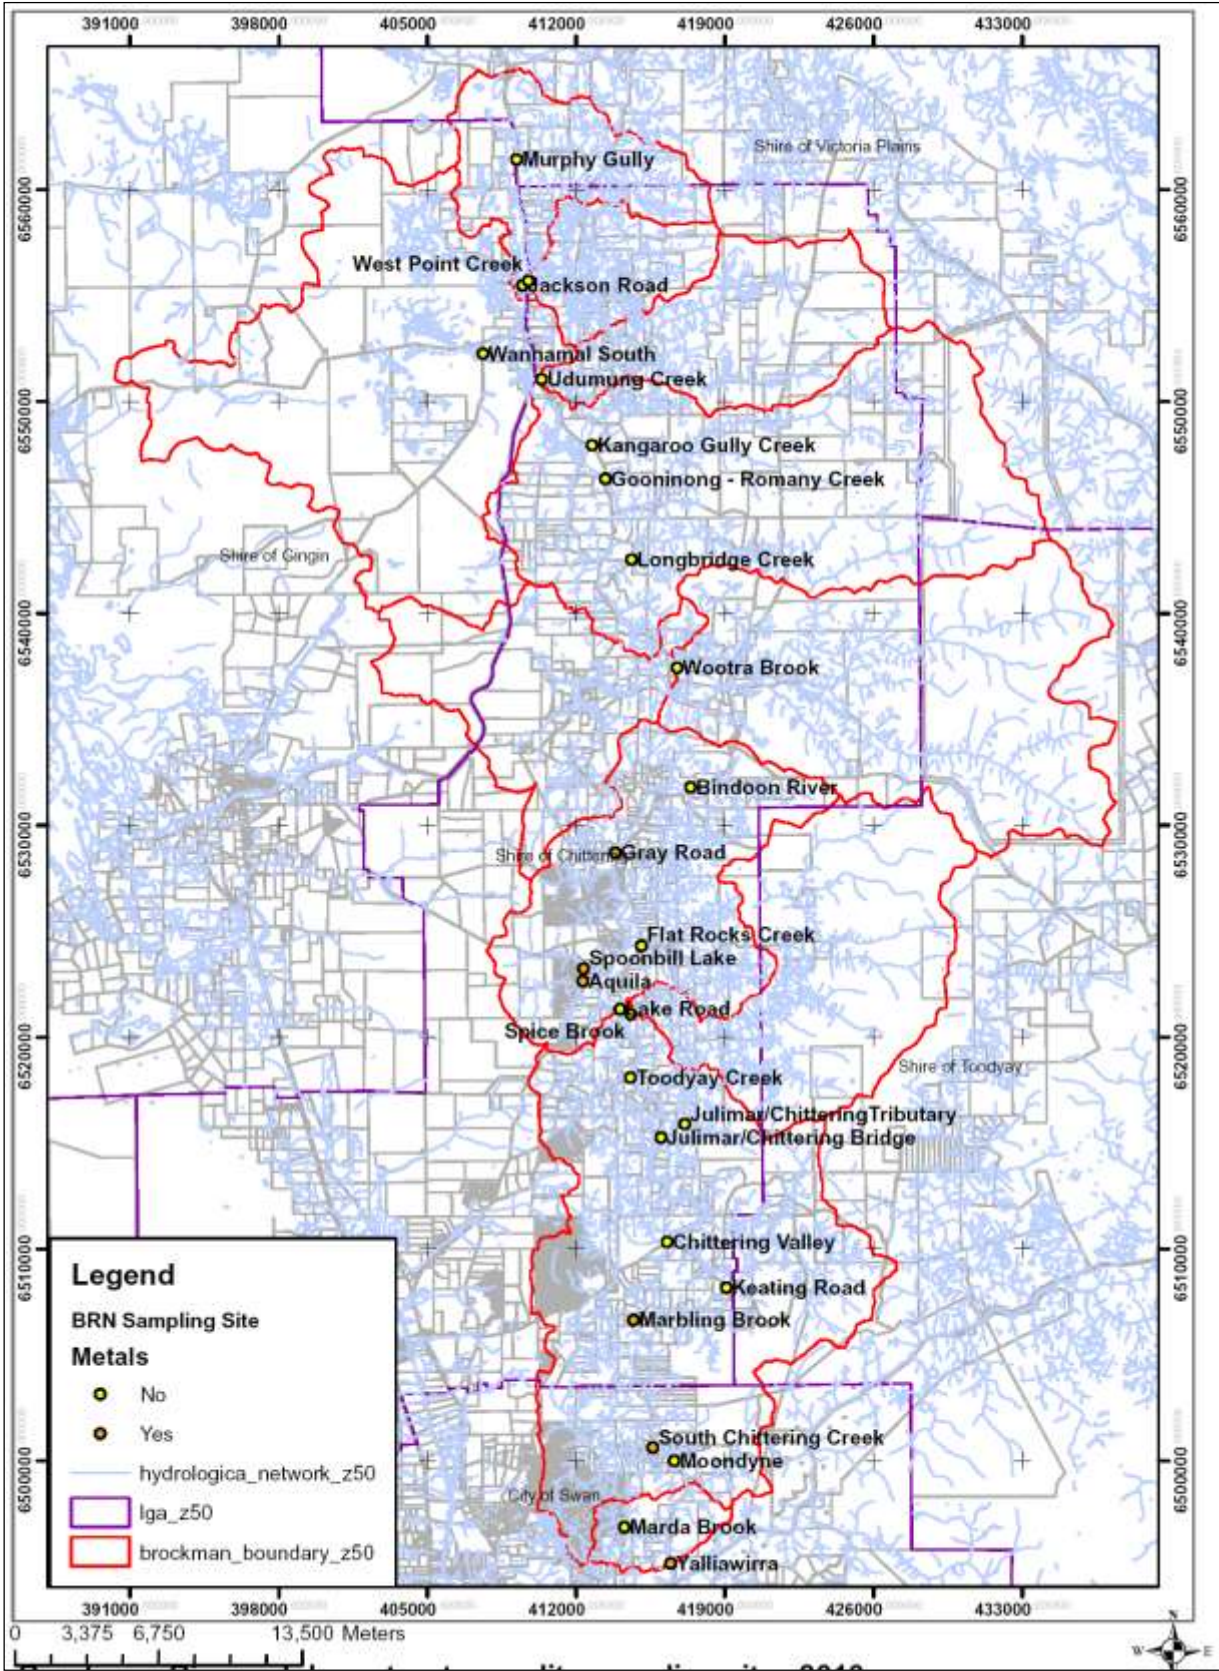 391000 398000 405000 412000 419000 426000 433000
Shire of Victoria Plains
Murphy Gully
6560000 6560000
West Point Creek
Jackson Road
Wannamal South
Udumung Creek
6550000 6550000
Kangaroo Gully Creek
Gooninong - Romany Creek
Shire of Gingin
Longbridge Creek
6540000 6540000
Wootra Brook
Bindoon River
6530000 6530000
Shire of Chittering
Gray Road
Flat Rocks Creek
Spoonbill Lake
Aquila
Lake Road
Spice Brook
6520000 6520000
Shire of Toodyay
Toodyay Creek
Julimar/ChitteringTributary
Julimar/Chittering Bridge
Chittering Valley
6510000 6510000
Keating Road
Marbling Brook
South Chittering Creek
Moondyne
6500000 6500000
City of Swan
Marda Brook
Yalliawirra
Legend
BRN Sampling Site
Metals
No
Yes
hydrologica_network_z50
lga_z50
brockman_boundary_z50
391000 398000 405000 412000 419000 426000 433000
0 3,375 6,750 13,500 Meters
N
W E